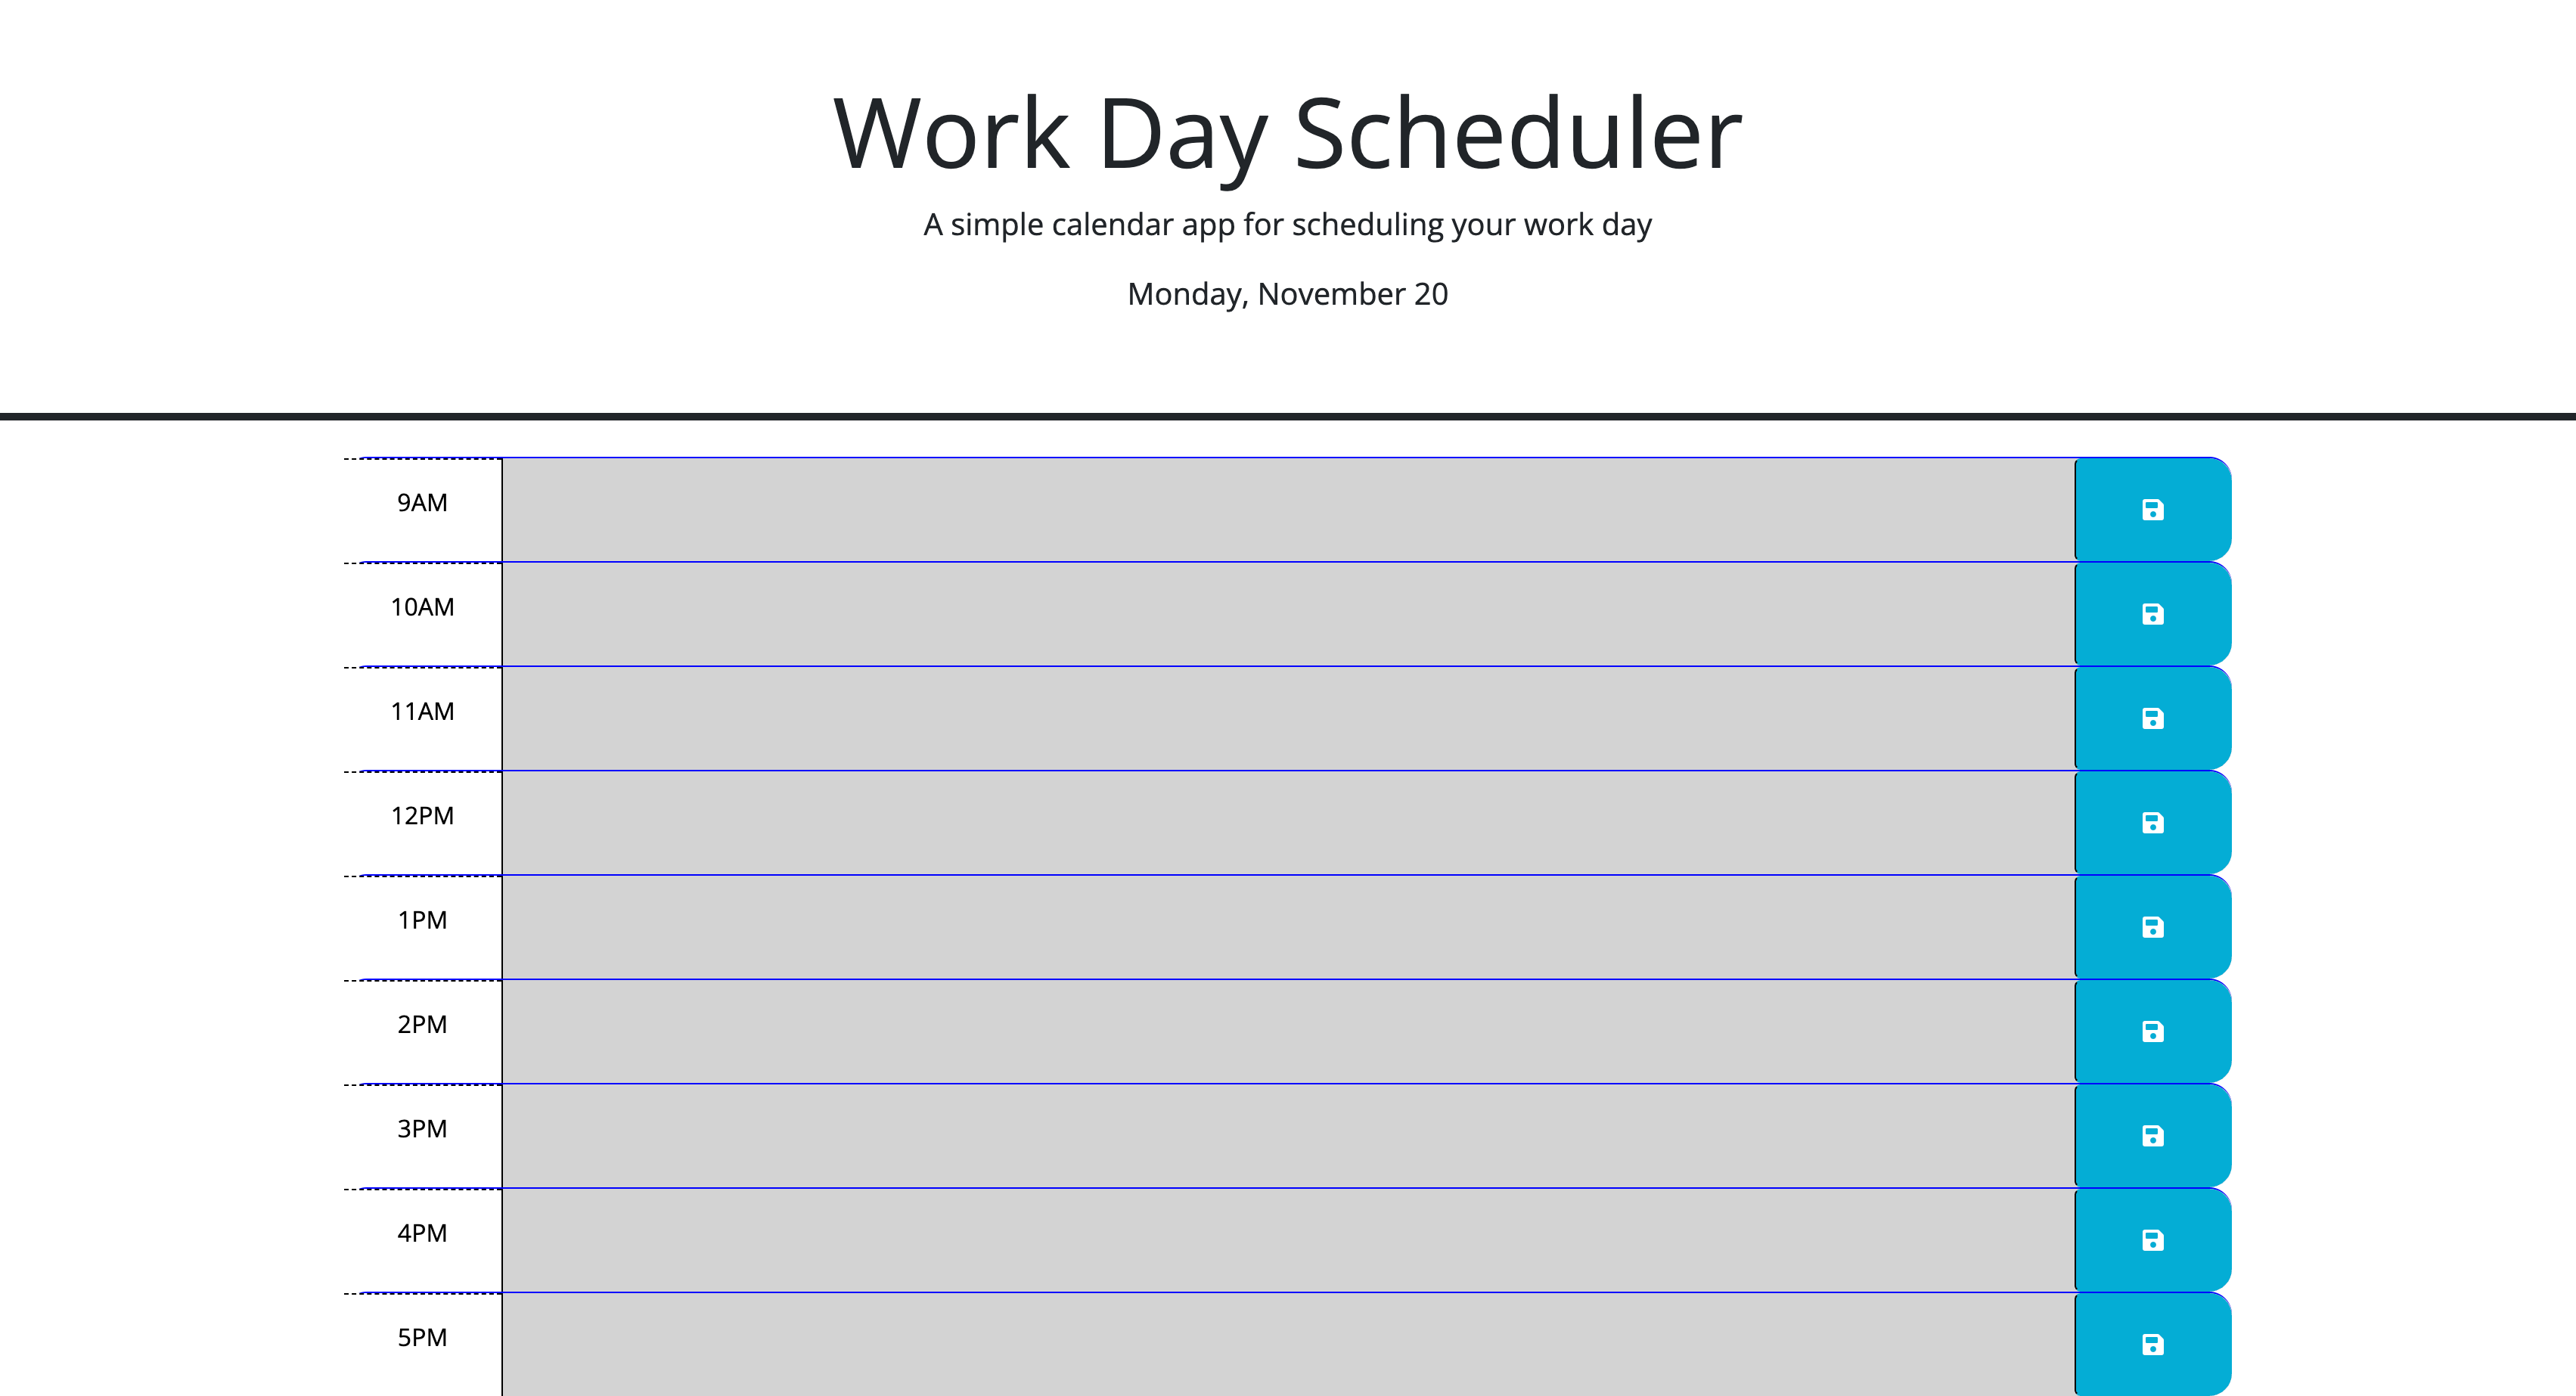 Work Day Scheduler
A simple calendar app for scheduling your work day
Monday, November 20
9AM
10AM
11AM
12PM
1PM
2PM
3PM
4PM
5PM